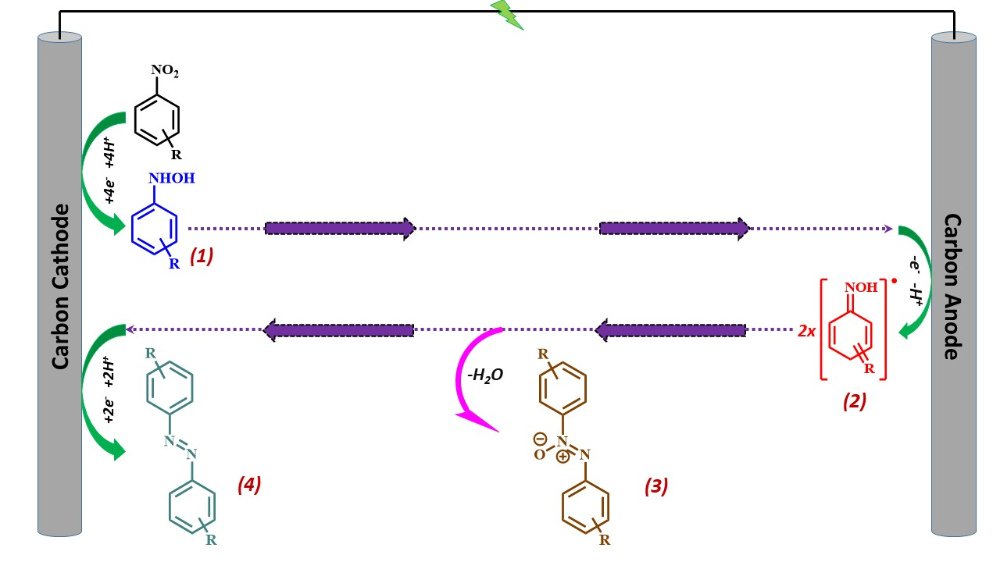 NO₂
R
+4e⁻ +4H⁺
NHOH
R
(1)
Carbon Cathode
Carbon Anode
-e⁻ -H⁺
2x
NOH
•
R
(2)
-H₂O
+2e⁻ +2H⁺
R
N
N
R
(4)
R
⊖
O
N
⊕
N
R
(3)